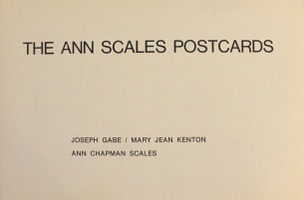 THE ANN SCALES POSTCARDS
JOSEPH GABE / MARY JEAN KENTON
ANN CHAPMAN SCALES